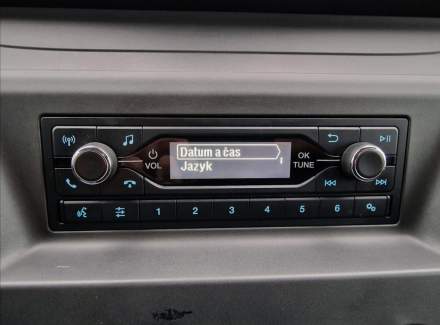 Datum a čas
Jazyk
VOL
OK
TUNE
1 2 3 4 5 6